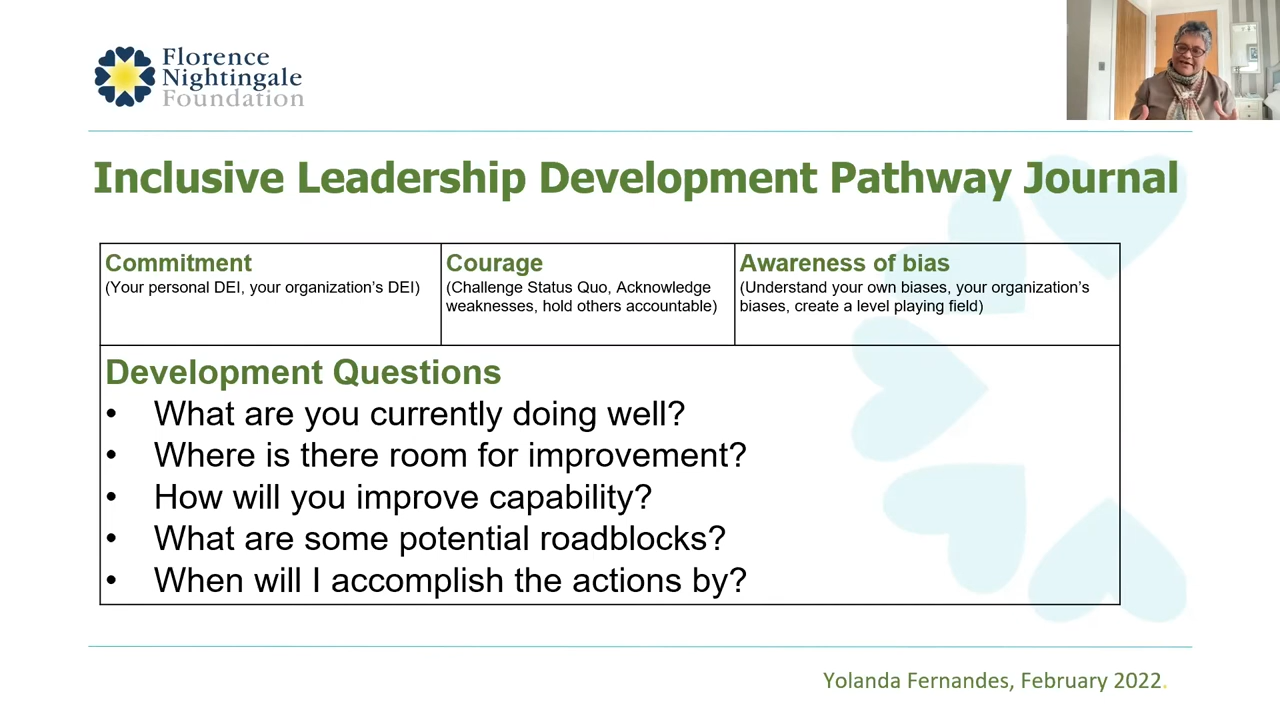 Florence
Nightingale
Foundation
Inclusive Leadership Development Pathway Journal
Commitment
(Your personal DEI, your organization's DEI)
Courage
(Challenge Status Quo, Acknowledge
weaknesses, hold others accountable)
Awareness of bias
(Understand your own biases, your organization's
biases, create a level playing field)
Development Questions
• What are you currently doing well?
• Where is there room for improvement?
• How will you improve capability?
• What are some potential roadblocks?
• When will I accomplish the actions by?
Yolanda Fernandes, February 2022.